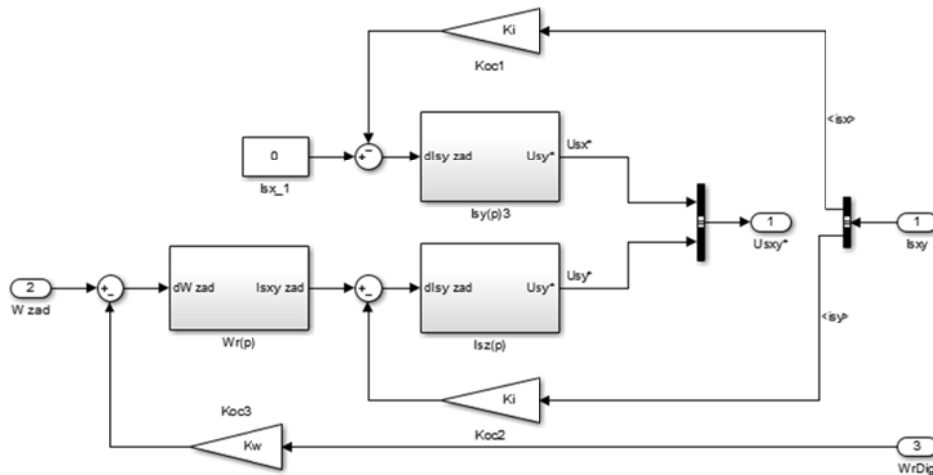 Ki
Koc1
<isx>
0
Isx_1
+
−
dIsy zad
Usy*
Usx*
Isy(p)3
1
Usxy*
1
Isxy
2
W zad
+
−
dW zad
Isxy zad
Wr(p)
+
−
dIsy zad
Usy*
Usy*
Isz(p)
<isy>
Ki
Koc2
Koc3
Kw
3
WrDig